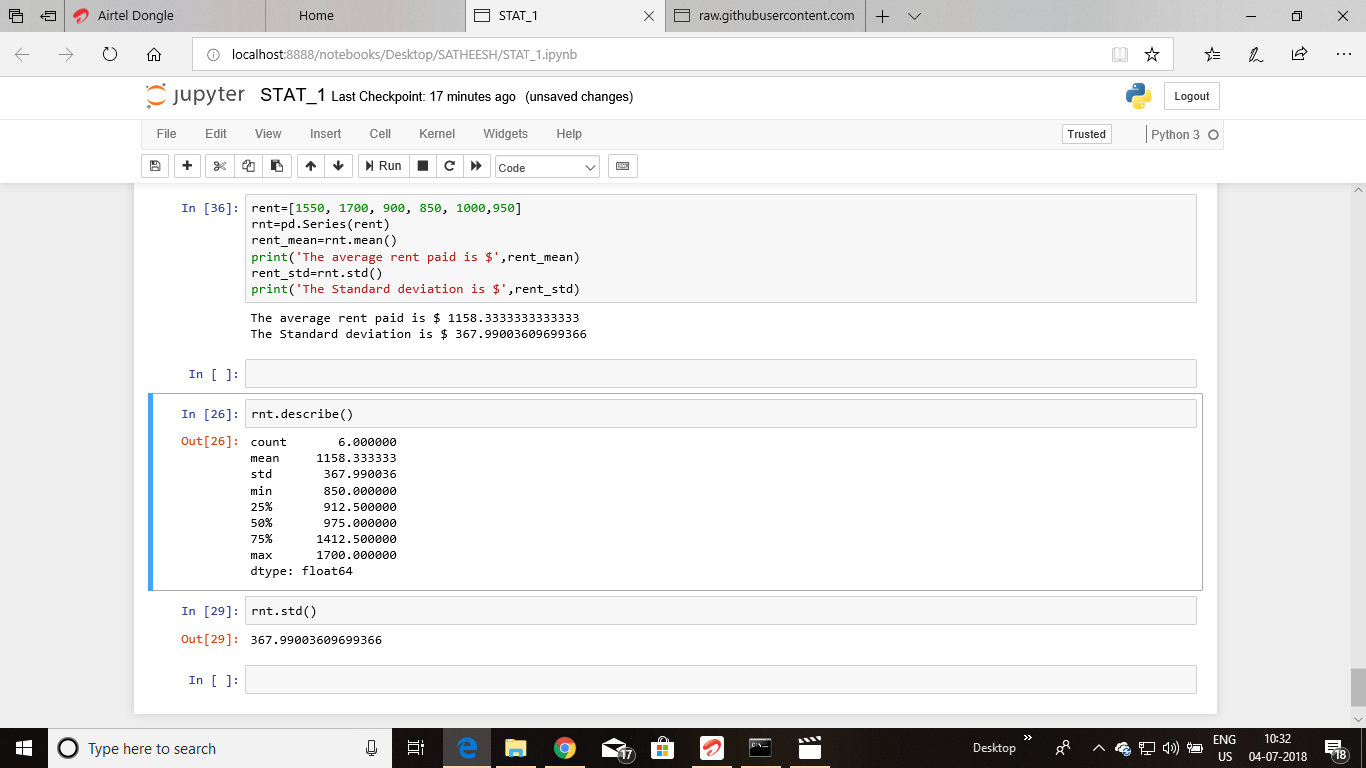 Airtel Dongle Home STAT_1 raw.githubusercontent.com
localhost:8888/notebooks/Desktop/SATHEESH/STAT_1.ipynb
jupyter STAT_1 Last Checkpoint: 17 minutes ago (unsaved changes) Logout
File Edit View Insert Cell Kernel Widgets Help Trusted Python 3
Run Code
In [36]: rent=[1550, 1700, 900, 850, 1000,950]
rnt=pd.Series(rent)
rent_mean=rnt.mean()
print('The average rent paid is $',rent_mean)
rent_std=rnt.std()
print('The Standard deviation is $',rent_std)
The average rent paid is $ 1158.3333333333333
The Standard deviation is $ 367.99003609699366
In [ ]:
In [26]: rnt.describe()
Out[26]: count 6.000000
mean 1158.333333
std 367.990036
min 850.000000
25% 912.500000
50% 975.000000
75% 1412.500000
max 1700.000000
dtype: float64
In [29]: rnt.std()
Out[29]: 367.99003609699366
In [ ]:
Type here to search 17 Desktop ENG US 10:32 04-07-2018 18